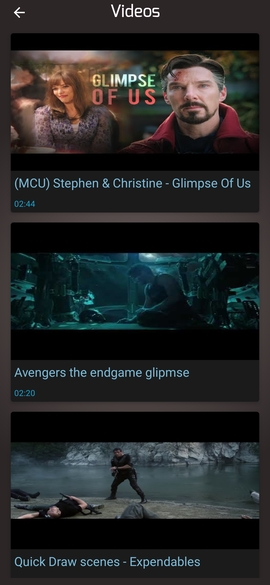 Videos
GLIMPSE
OF US
(MCU) Stephen & Christine - Glimpse Of Us
02:44
Avengers the endgame glipmse
02:20
Quick Draw scenes - Expendables